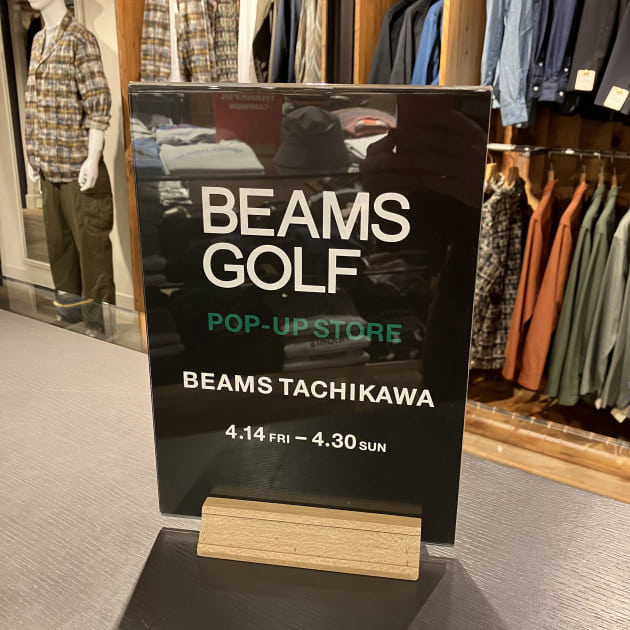 BEAMS
GOLF
POP-UP STORE
BEAMS TACHIKAWA
4.14 FRI – 4.30 SUN